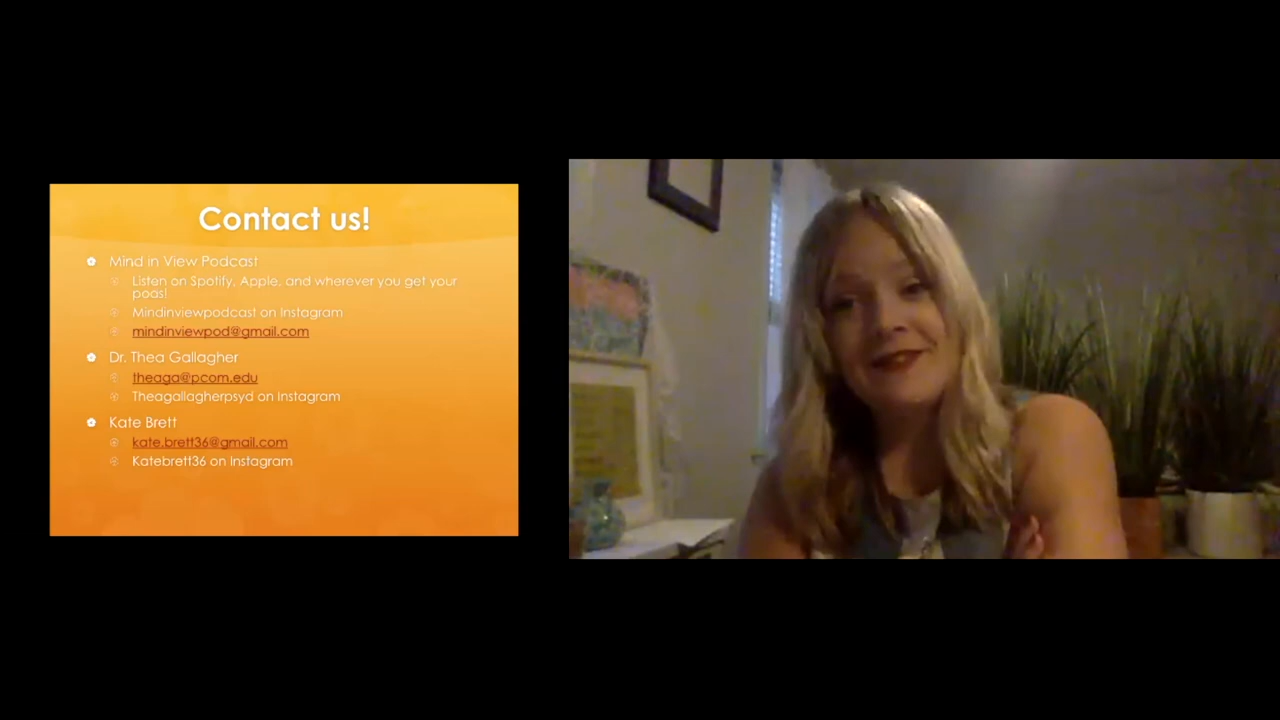 Contact us!
Mind in View Podcast
Listen on Spotify, Apple, and wherever you get your
pods!
Mindinviewpodcast on Instagram
mindinviewpod@gmail.com
Dr. Thea Gallagher
theaga@pcom.edu
Theagallagherpsyd on Instagram
Kate Brett
kate.brett36@gmail.com
Katebrett36 on Instagram